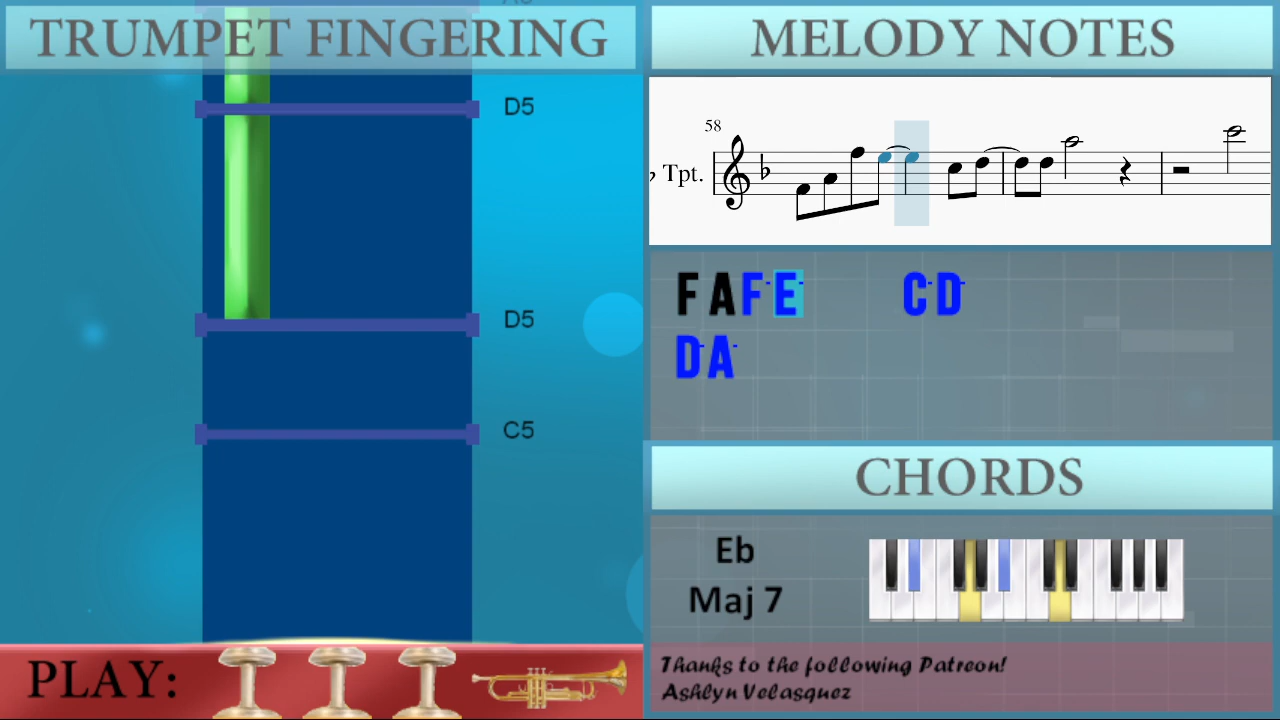 TRUMPET FINGERING
D5
D5
C5
PLAY:
MELODY NOTES
58
Tpt.
F A F E C D
D A
CHORDS
Eb
Maj 7
Thanks to the following Patreon!
Ashlyn Velasquez